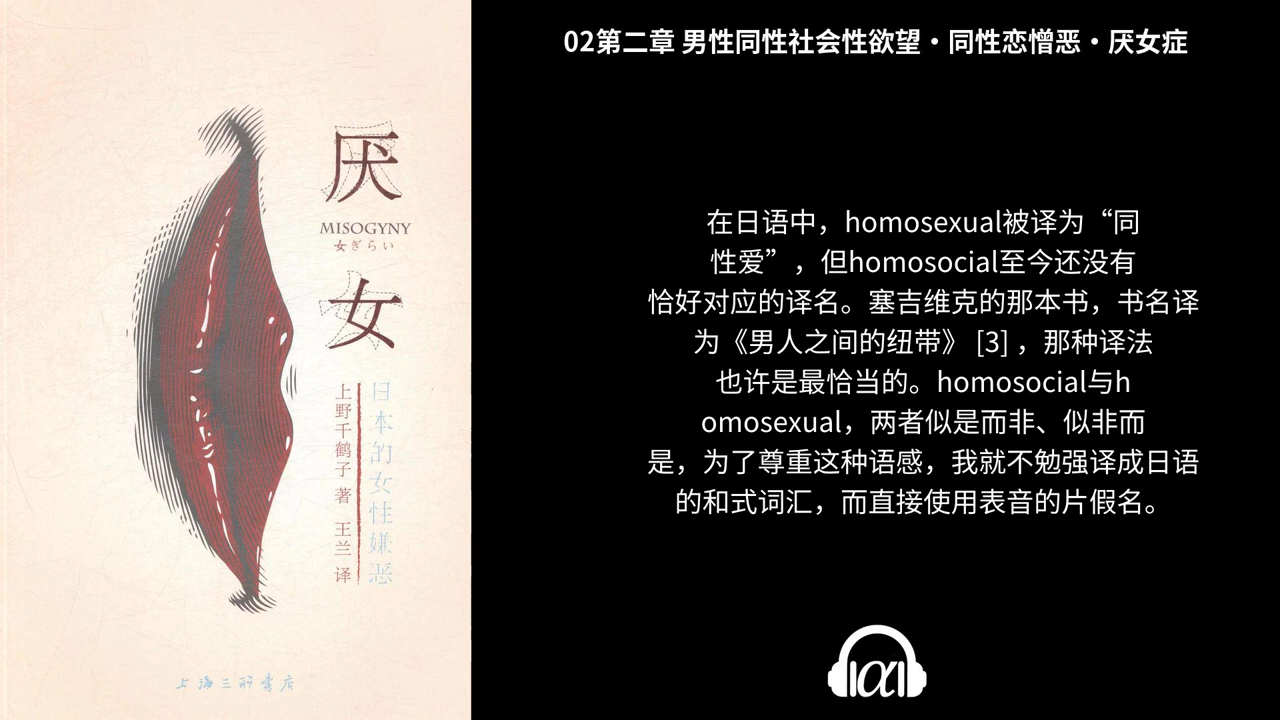 厌
MISOGYNY
女ぎらい
女
上野千鹤子 著 王兰 译
日本的女性嫌恶
上海三联书店
02第二章 男性同性社会性欲望·同性恋憎恶·厌女症
在日语中，homosexual被译为“同
性爱”，但homosocial至今还没有
恰好对应的译名。塞吉维克的那本书，书名译
为《男人之间的纽带》 [3] ，那种译法
也许是最恰当的。homosocial与h
omosexual，两者似是而非、似非而
是，为了尊重这种语感，我就不勉强译成日语
的和式词汇，而直接使用表音的片假名。